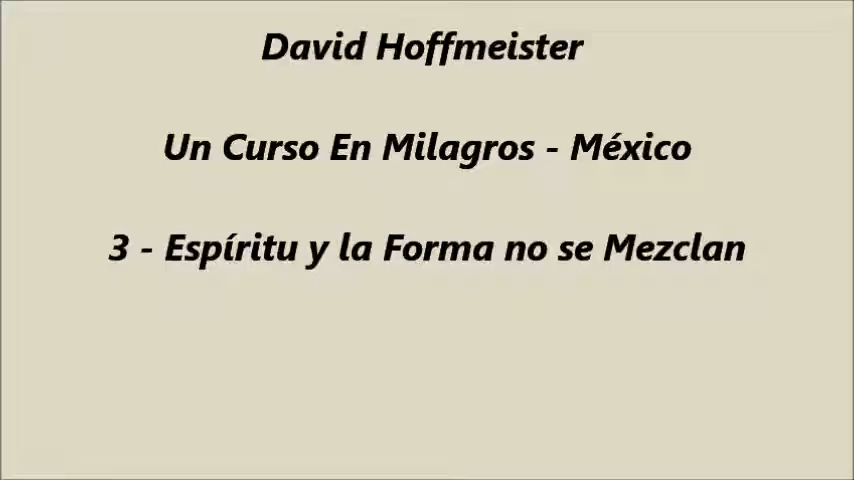 David Hoffmeister
Un Curso En Milagros - México
3 - Espíritu y la Forma no se Mezclan